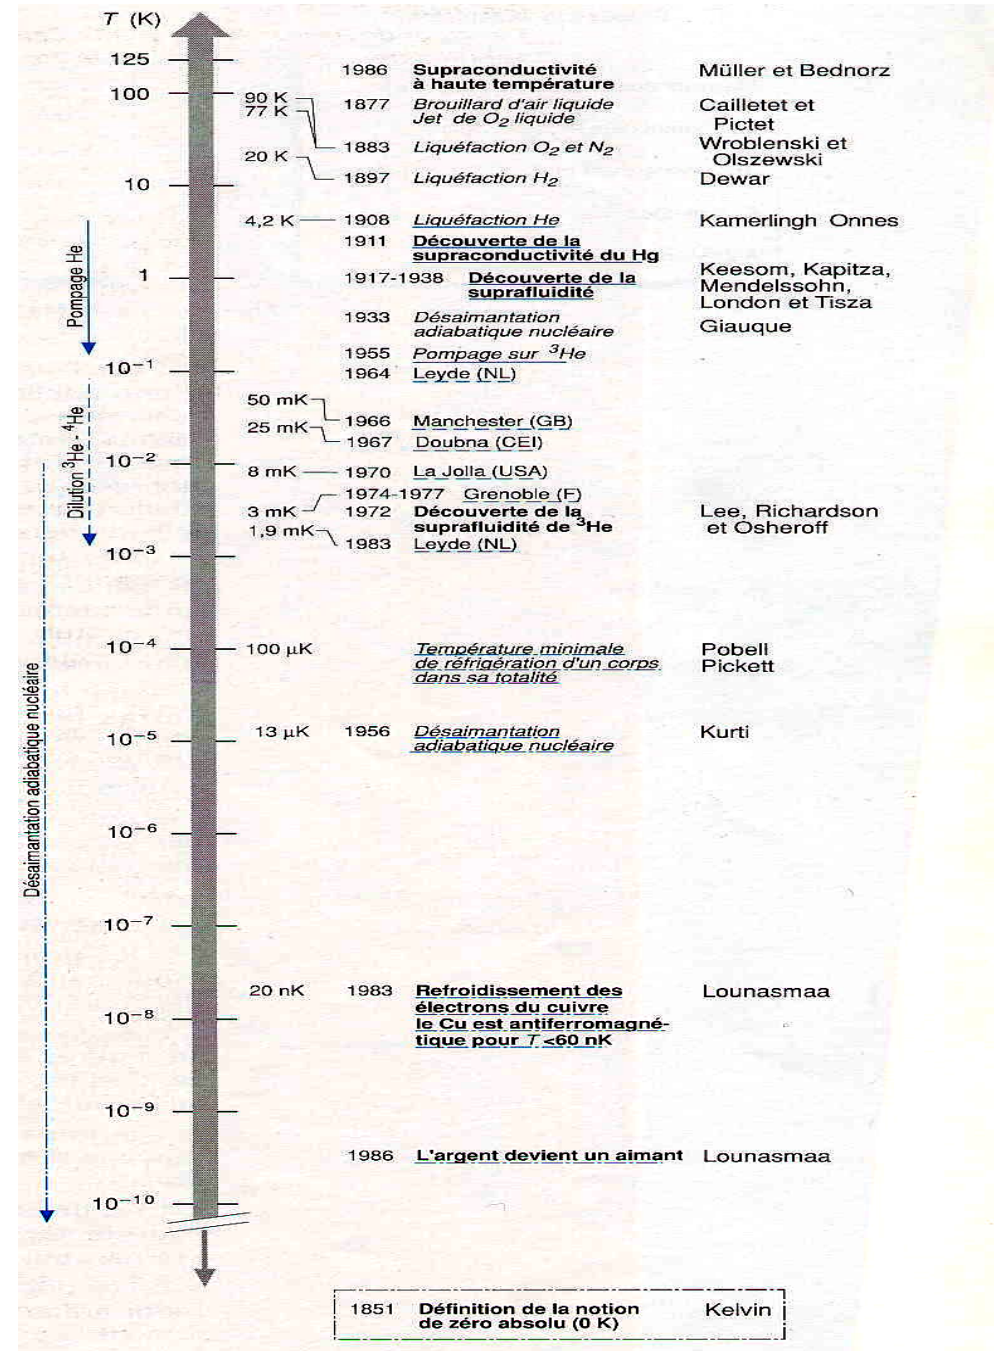 T (K)
125
1986 Supraconductivité Müller et Bednorz
à haute température
100
90 K
1877 Brouillard d'air liquide Cailletet et
77 K
Jet de O2 liquide Pictet
1883 Liquéfaction O2 et N2 Wroblenski et
20 K
Olszewski
10
1897 Liquéfaction H2 Dewar
4,2 K 1908 Liquéfaction He Kamerlingh Onnes
1911 Découverte de la
supraconductivité du Hg
1
1917-1938 Découverte de la Keesom, Kapitza,
suprafluidité Mendelssohn,
London et Tisza
Pompage He
1933 Désaimantation Giauque
adiabatique nucléaire
1955 Pompage sur ³He
10⁻¹
1964 Leyde (NL)
50 mK
1966 Manchester (GB)
25 mK
1967 Doubna (CEI)
10⁻²
8 mK 1970 La Jolla (USA)
Dilution ³He - ⁴He
1974-1977 Grenoble (F)
3 mK
1972 Découverte de la Lee, Richardson
suprafluidité de ³He et Osheroff
1,9 mK
1983 Leyde (NL)
10⁻³
10⁻⁴
100 µK Température minimale Pobell
de réfrigération d'un corps Pickett
dans sa totalité
Désaimantation adiabatique nucléaire
10⁻⁵
13 µK 1956 Désaimantation Kurti
adiabatique nucléaire
10⁻⁶
10⁻⁷
20 nK 1983 Refroidissement des Lounasmaa
électrons du cuivre
10⁻⁸
le Cu est antiferromagné-
tique pour T <60 nK
10⁻⁹
1986 L'argent devient un aimant Lounasmaa
10⁻¹⁰
1851 Définition de la notion Kelvin
de zéro absolu (0 K)